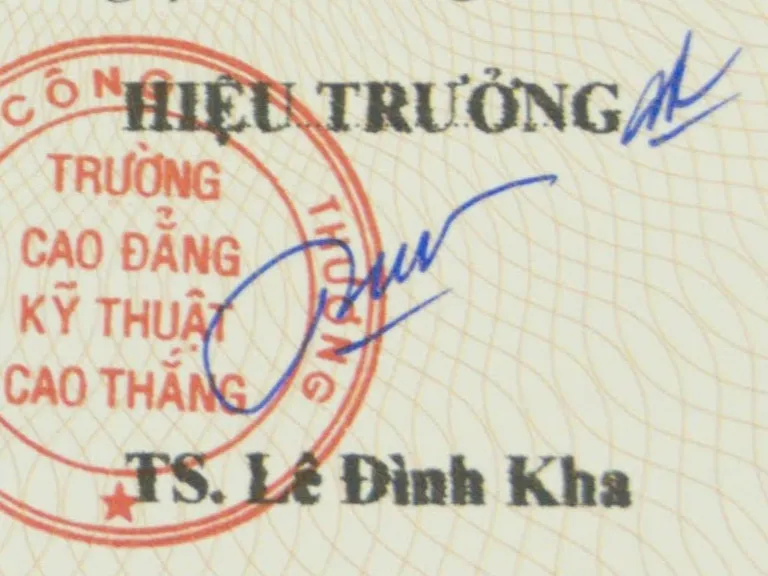 HIỆU TRƯỞNG
CÔNG THƯƠNG
TRƯỜNG
CAO ĐẲNG
KỸ THUẬT
CAO THẮNG
TS. Lê Đình Kha